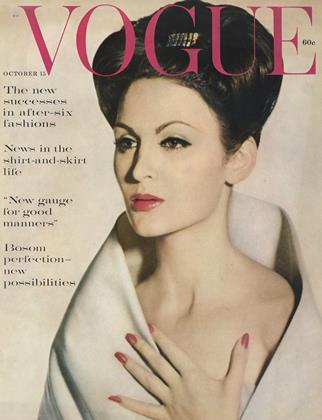 VOGUE
60c
OCTOBER 15
The new
successes
in after-six
fashions
News in the
shirt-and-skirt
life
"New gauge
for good
manners"
Bosom
perfection—
new
possibilities